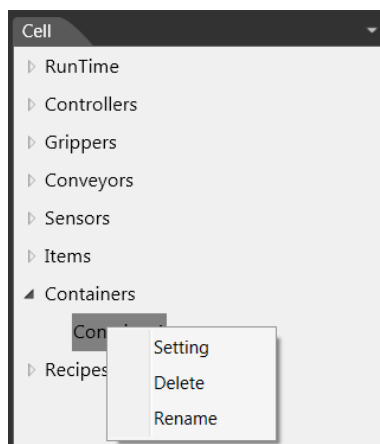 Cell
RunTime
Controllers
Grippers
Conveyors
Sensors
Items
Containers
Setting
Delete
Recipes
Rename